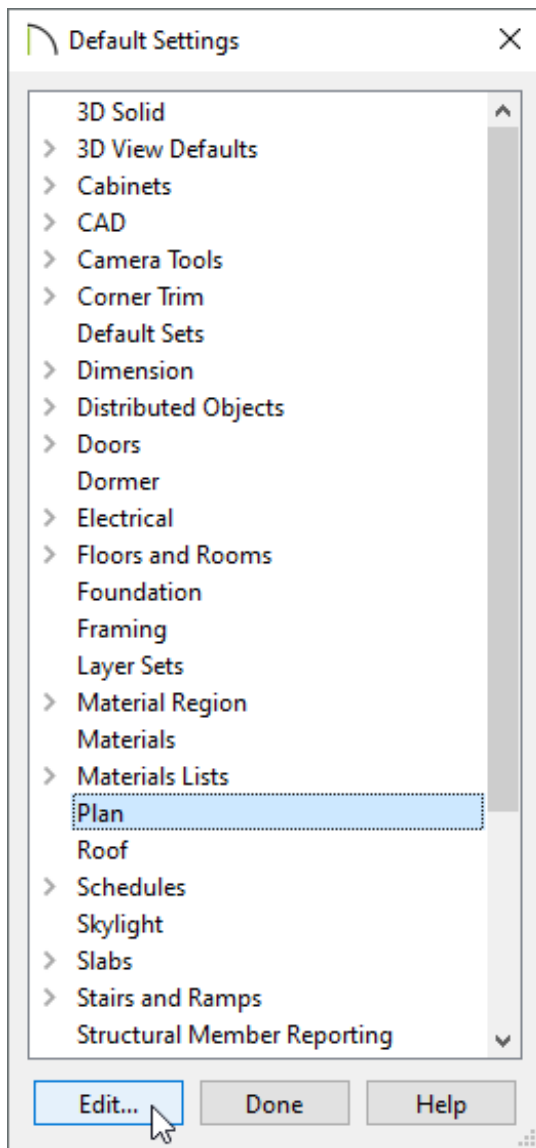 Default Settings
3D Solid
3D View Defaults
Cabinets
CAD
Camera Tools
Corner Trim
Default Sets
Dimension
Distributed Objects
Doors
Dormer
Electrical
Floors and Rooms
Foundation
Framing
Layer Sets
Material Region
Materials
Materials Lists
Plan
Roof
Schedules
Skylight
Slabs
Stairs and Ramps
Structural Member Reporting
Edit... Done Help